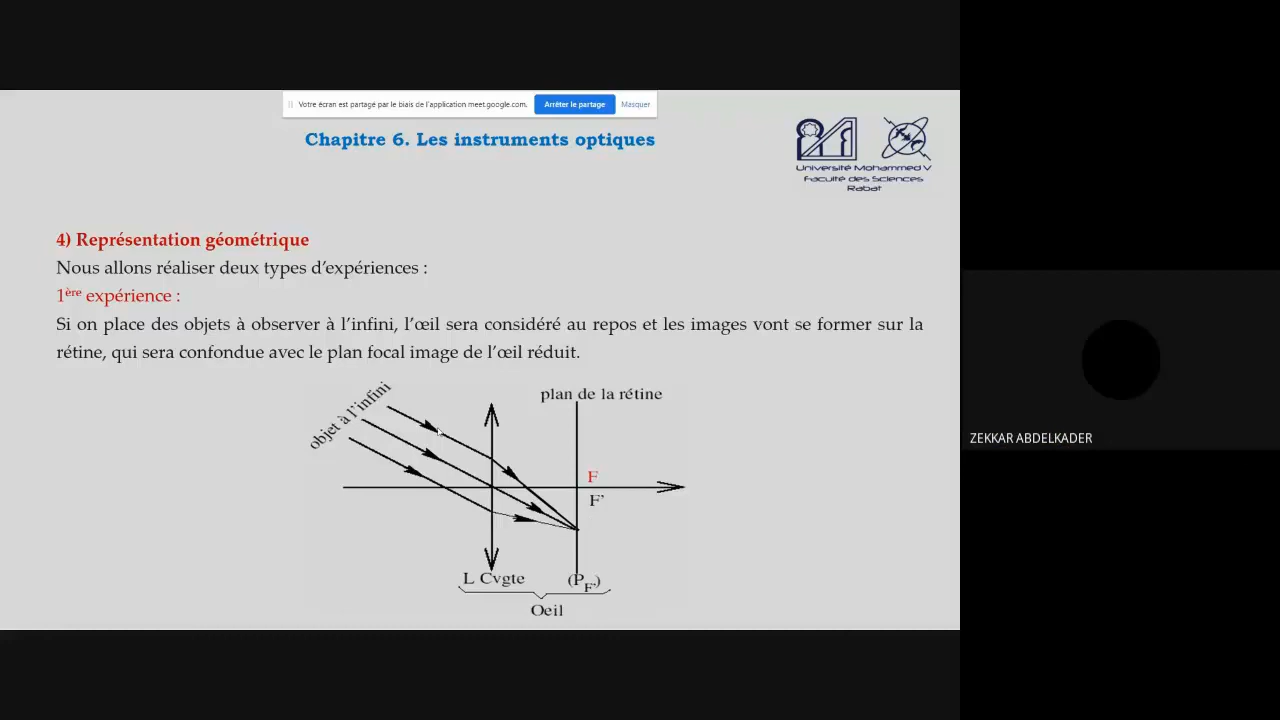 Votre écran est partagé par le biais de l'application meet.google.com.
Arrêter le partage
Masquer
Chapitre 6. Les instruments optiques
Université Mohammed V
Faculté des Sciences
Rabat
4) Représentation géométrique
Nous allons réaliser deux types d'expériences :
1ère expérience :
Si on place des objets à observer à l'infini, l'œil sera considéré au repos et les images vont se former sur la
rétine, qui sera confondue avec le plan focal image de l'œil réduit.
objet à l'infini
plan de la rétine
F
F'
L Cvgte
(PF')
Oeil
ZEKKAR ABDELKADER